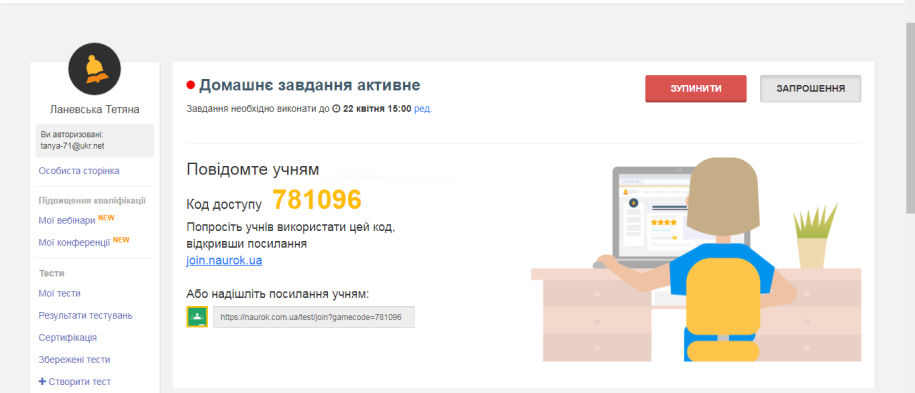 Ланевська Тетяна
Ви авторизовані:
tanya-71@ukr.net
Особиста сторінка
Підвищення кваліфікації
Мої вебінари NEW
Мої конференції NEW
Тести
Мої тести
Результати тестувань
Сертифікація
Збережені тести
+ Створити тест
Домашнє завдання активне
Завдання необхідно виконати до 22 квітня 15:00 ред.
ЗУПИНИТИ
ЗАПРОШЕННЯ
Повідомте учням
Код доступу 781096
Попросіть учнів використати цей код,
відкривши посилання
join.naurok.ua
Або надішліть посилання учням:
https://naurok.com.ua/test/join?gamecode=781096